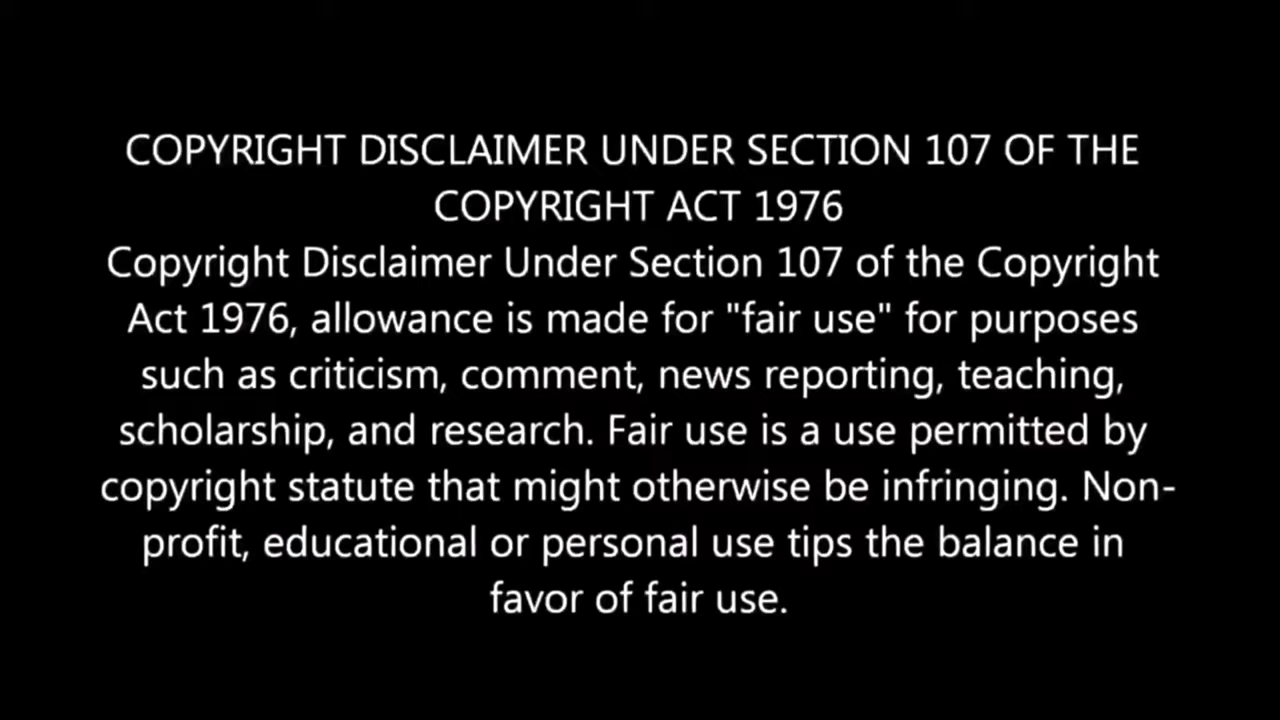 COPYRIGHT DISCLAIMER UNDER SECTION 107 OF THE
COPYRIGHT ACT 1976
Copyright Disclaimer Under Section 107 of the Copyright
Act 1976, allowance is made for "fair use" for purposes
such as criticism, comment, news reporting, teaching,
scholarship, and research. Fair use is a use permitted by
copyright statute that might otherwise be infringing. Non-
profit, educational or personal use tips the balance in
favor of fair use.